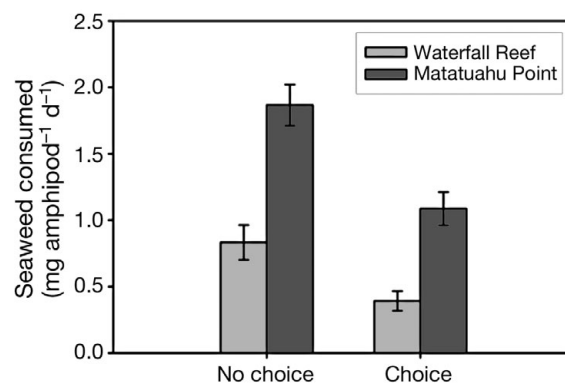 2.5
2.0
1.5
1.0
0.5
0.0
Seaweed consumed
(mg amphipod⁻¹ d⁻¹)
Waterfall Reef
Matatuahu Point
No choice
Choice